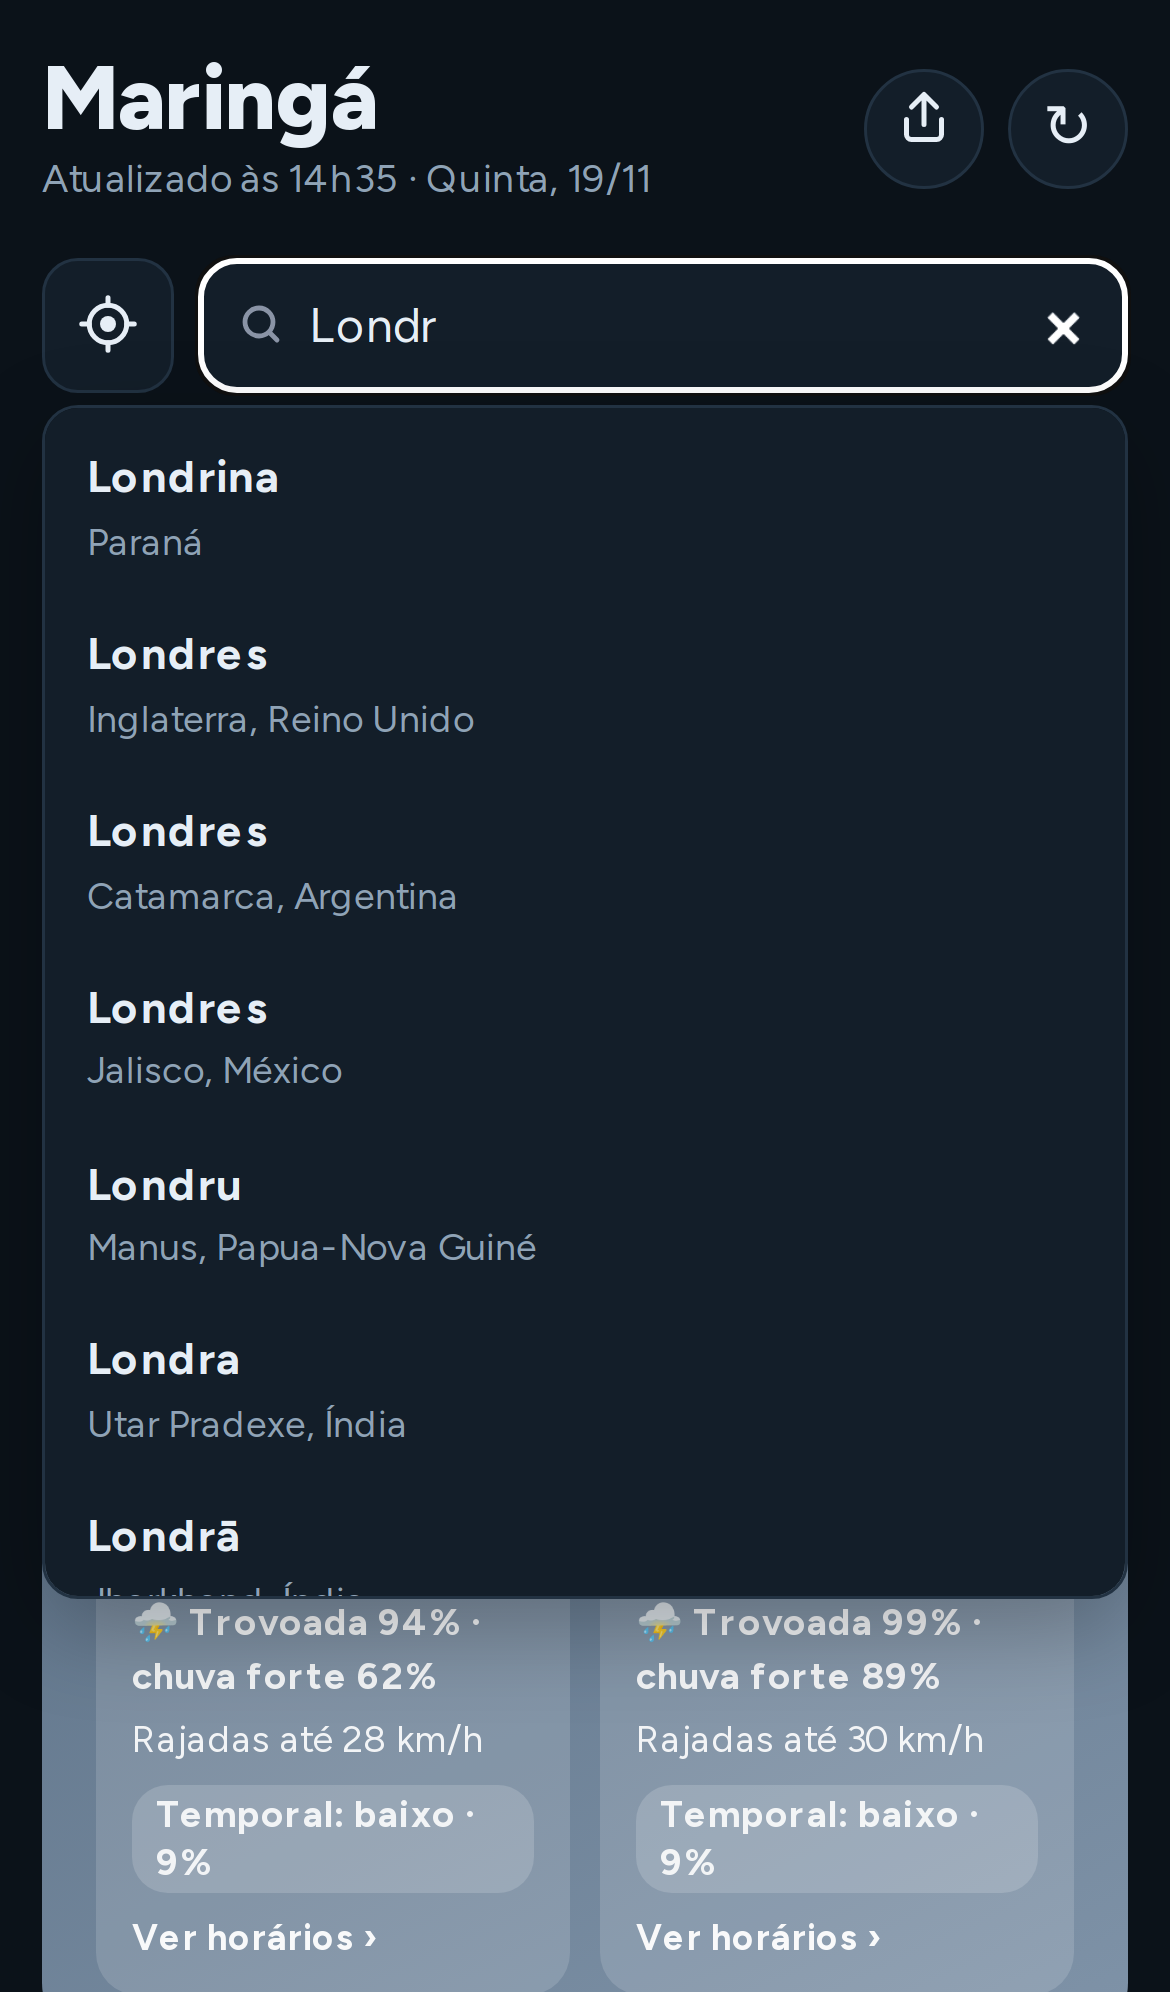 Maringá
Atualizado às 14h35 · Quinta, 19/11
Londr
Londrina
Paraná
Londres
Inglaterra, Reino Unido
Londres
Catamarca, Argentina
Londres
Jalisco, México
Londru
Manus, Papua-Nova Guiné
Londra
Utar Pradexe, Índia
Londrā
Jharkhand, Índia
Trovoada 94% ·
chuva forte 62%
Rajadas até 28 km/h
Temporal: baixo ·
9%
Ver horários ›
Trovoada 99% ·
chuva forte 89%
Rajadas até 30 km/h
Temporal: baixo ·
9%
Ver horários ›